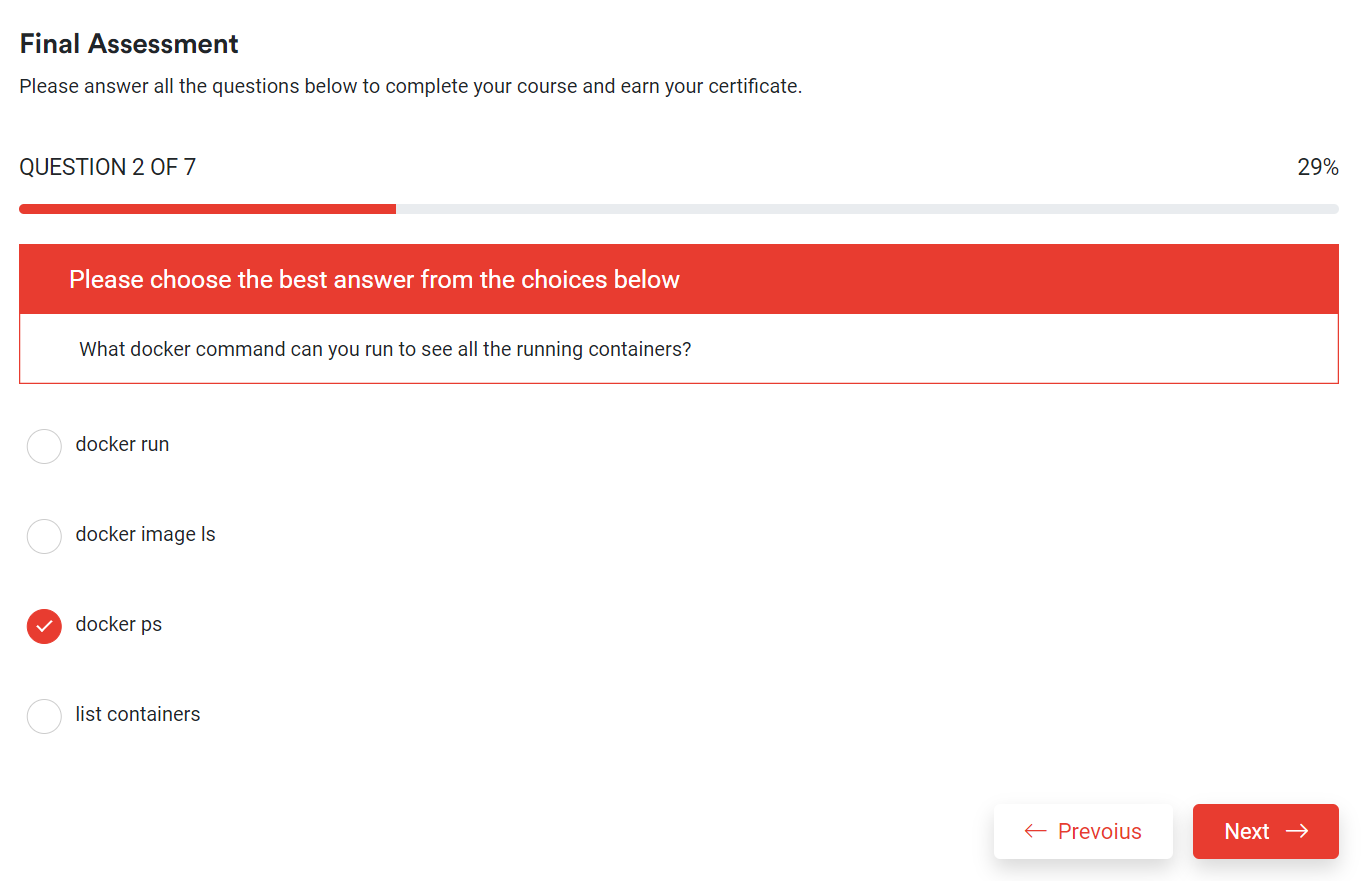 Final Assessment
Please answer all the questions below to complete your course and earn your certificate.
QUESTION 2 OF 7
29%
Please choose the best answer from the choices below
What docker command can you run to see all the running containers?
docker run
docker image ls
docker ps
list containers
Prevoius
Next